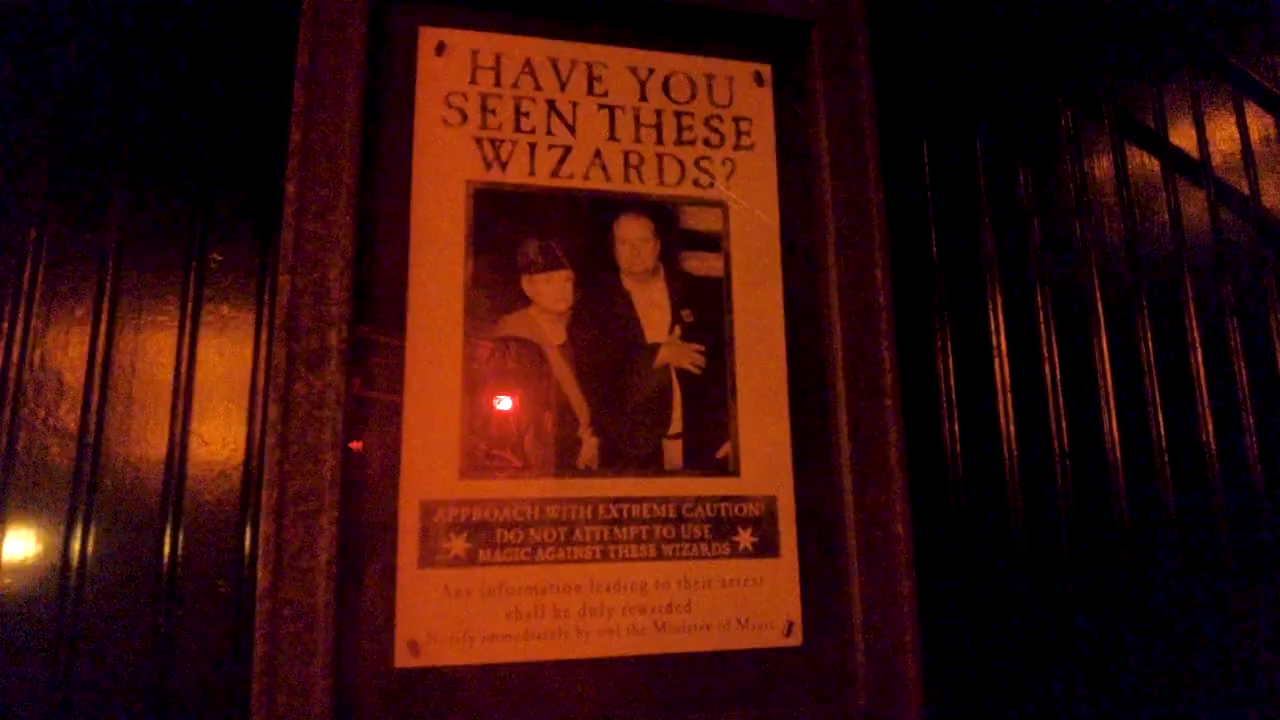 HAVE YOU
SEEN THESE
WIZARDS?
APPROACH WITH EXTREME CAUTION!
DO NOT ATTEMPT TO USE
MAGIC AGAINST THESE WIZARDS
Any information leading to their arrest
shall be duly rewarded
Notify immediately by owl the Minister of Magic